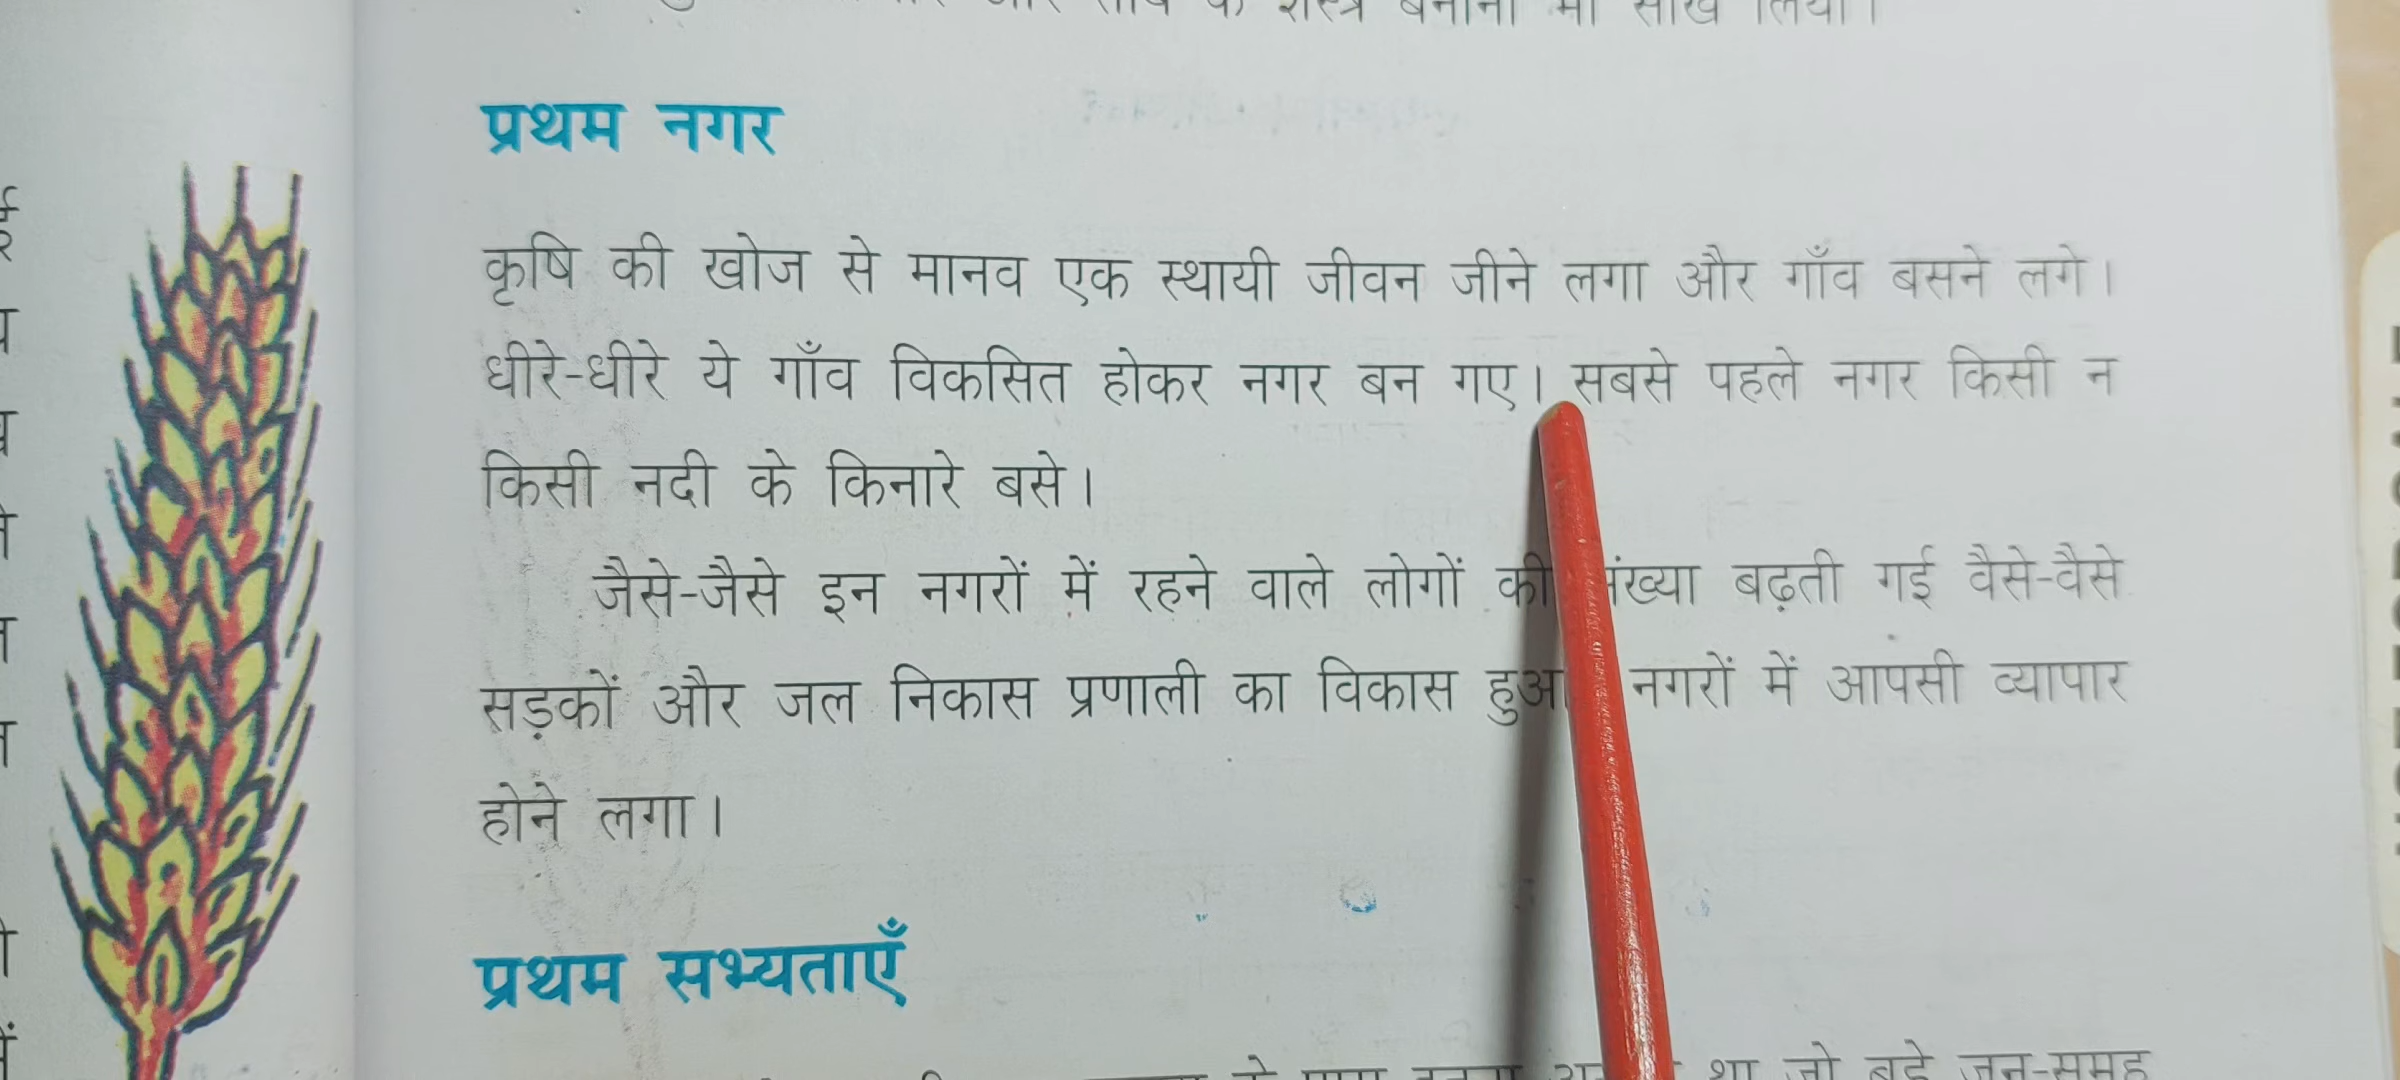 प्रथम नगर
कृषि की खोज से मानव एक स्थायी जीवन जीने लगा और गाँव बसने लगे।
धीरे-धीरे ये गाँव विकसित होकर नगर बन गए। सबसे पहले नगर किसी न
किसी नदी के किनारे बसे।
जैसे-जैसे इन नगरों में रहने वाले लोगों की बढ़ती गई वैसे-वैसे
सड़कों और जल निकास प्रणाली का विकास नगरों में आपसी व्यापार
होने लगा।
प्रथम सभ्यताएँ